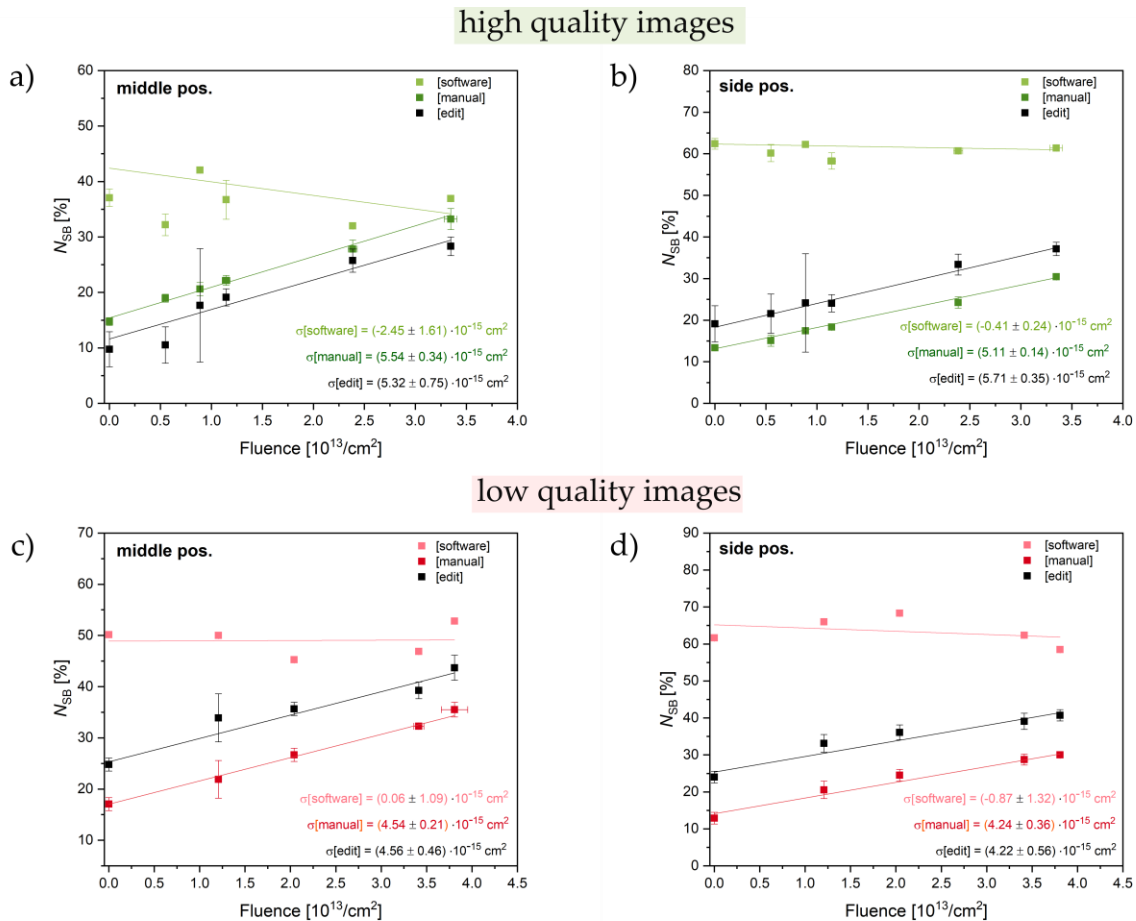 high quality images
a)
60
50
40
30
20
10
0
N_SB [%]
middle pos.
[software]
[manual]
[edit]
σ[software] = (-2.45 ± 1.61) ·10⁻¹⁵ cm²
σ[manual] = (5.54 ± 0.34) ·10⁻¹⁵ cm²
σ[edit] = (5.32 ± 0.75) ·10⁻¹⁵ cm²
0.0 0.5 1.0 1.5 2.0 2.5 3.0 3.5 4.0
Fluence [10¹³/cm²]
b)
80
70
60
50
40
30
20
10
0
N_SB [%]
side pos.
[software]
[manual]
[edit]
σ[software] = (-0.41 ± 0.24) ·10⁻¹⁵ cm²
σ[manual] = (5.11 ± 0.14) ·10⁻¹⁵ cm²
σ[edit] = (5.71 ± 0.35) ·10⁻¹⁵ cm²
0.0 0.5 1.0 1.5 2.0 2.5 3.0 3.5 4.0
Fluence [10¹³/cm²]
low quality images
c)
70
60
50
40
30
20
10
N_SB [%]
middle pos.
[software]
[manual]
[edit]
σ[software] = (0.06 ± 1.09) ·10⁻¹⁵ cm²
σ[manual] = (4.54 ± 0.21) ·10⁻¹⁵ cm²
σ[edit] = (4.56 ± 0.46) ·10⁻¹⁵ cm²
0.0 0.5 1.0 1.5 2.0 2.5 3.0 3.5 4.0 4.5
Fluence [10¹³/cm²]
d)
90
80
70
60
50
40
30
20
10
0
N_SB [%]
side pos.
[software]
[manual]
[edit]
σ[software] = (-0.87 ± 1.32) ·10⁻¹⁵ cm²
σ[manual] = (4.24 ± 0.36) ·10⁻¹⁵ cm²
σ[edit] = (4.22 ± 0.56) ·10⁻¹⁵ cm²
0.0 0.5 1.0 1.5 2.0 2.5 3.0 3.5 4.0 4.5
Fluence [10¹³/cm²]